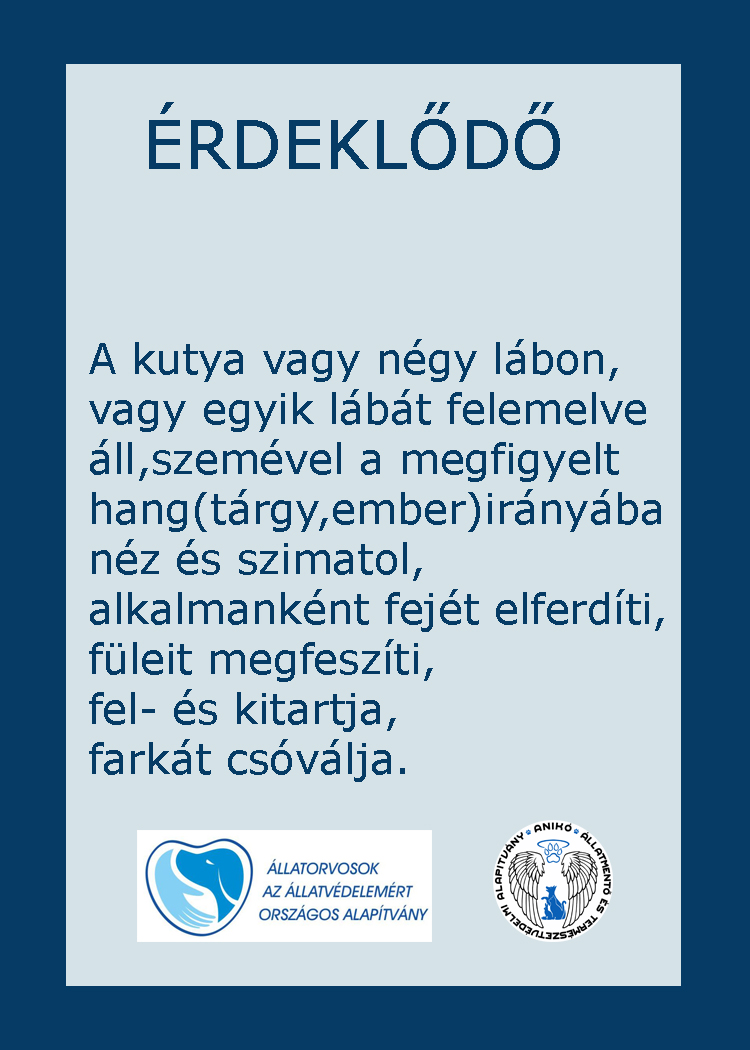 ÉRDEKLŐDŐ
A kutya vagy négy lábon,
vagy egyik lábát felemelve
áll,szemével a megfigyelt
hang(tárgy,ember)irányába
néz és szimatol,
alkalmanként fejét elferdíti,
füleit megfeszíti,
fel- és kitartja,
farkát csóválja.
ÁLLATORVOSOK
AZ ÁLLATVÉDELEMÉRT
ORSZÁGOS ALAPÍTVÁNY
ANIKÓ ÁLLATMENTŐ ÉS TERMÉSZETVÉDELMI ALAPÍTVÁNY